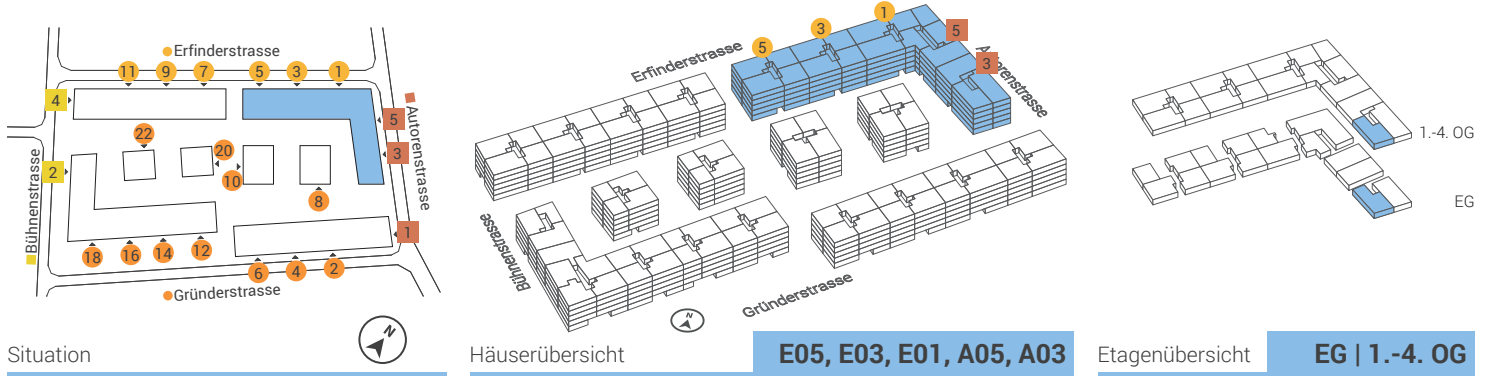 Erfinderstrasse
11 9 7 5 3 1
4
5
Autorenstrasse
22
20
3
2
10
8
Bühnenstrasse
1
18 16 14 12
6 4 2
Gründerstrasse
N
Situation
1
3
5
5
Erfinderstrasse
3
Autorenstrasse
Bühnenstrasse
Gründerstrasse
N
Häuserübersicht
E05, E03, E01, A05, A03
1.-4. OG
EG
Etagenübersicht
EG | 1.-4. OG